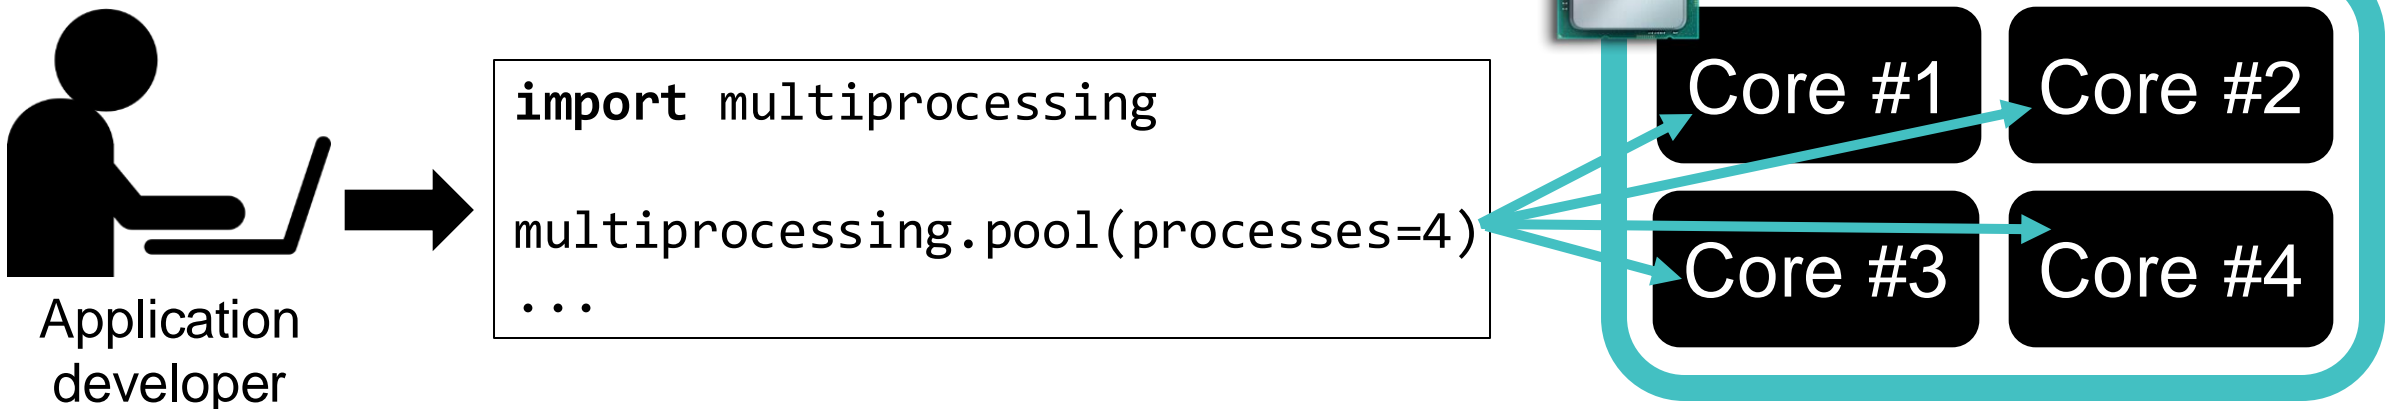 import multiprocessing
multiprocessing.pool(processes=4)
...
Application
developer
Core #1
Core #2
Core #3
Core #4